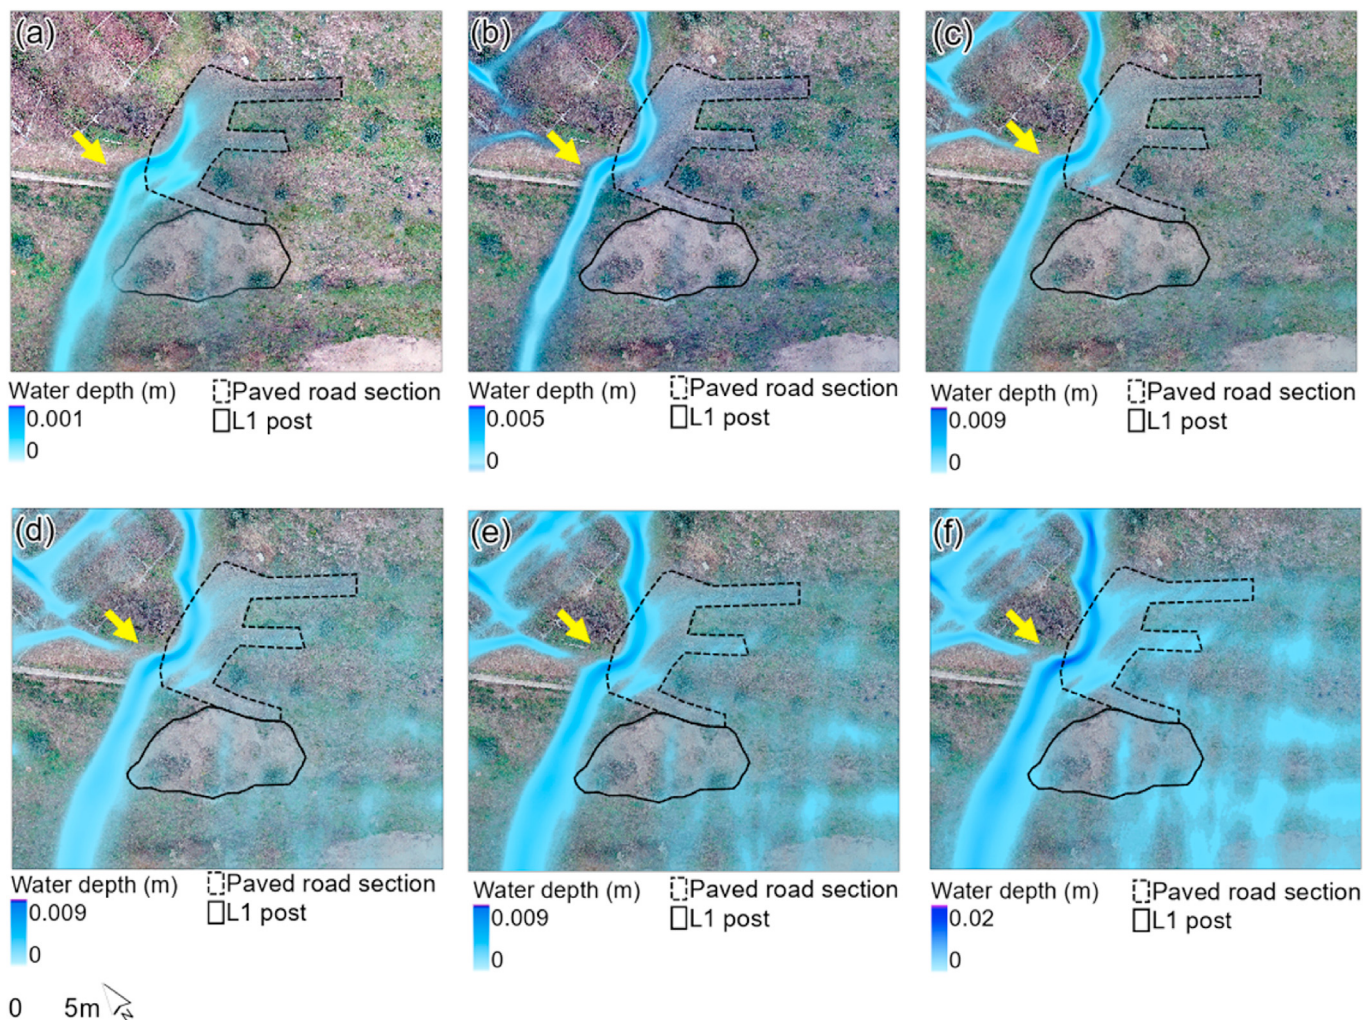 (a)
(b)
(c)
Water depth (m)
Paved road section
0.001
L1 post
0
Water depth (m)
Paved road section
0.005
L1 post
0
Water depth (m)
Paved road section
0.009
L1 post
0
(d)
(e)
(f)
Water depth (m)
Paved road section
0.009
L1 post
0
Water depth (m)
Paved road section
0.009
L1 post
0
Water depth (m)
Paved road section
0.02
L1 post
0
0 5m N